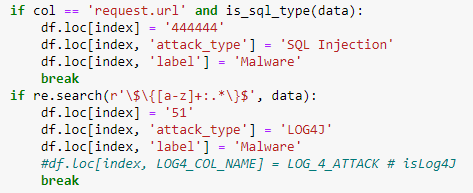 if col == 'request.url' and is_sql_type(data):
    df.loc[index] = '444444'
    df.loc[index, 'attack_type'] = 'SQL Injection'
    df.loc[index, 'label'] = 'Malware'
    break
if re.search(r'\$\{[a-z]+:.*\}$', data):
    df.loc[index] = '51'
    df.loc[index, 'attack_type'] = 'LOG4J'
    df.loc[index, 'label'] = 'Malware'
    #df.loc[index, LOG4_COL_NAME] = LOG_4_ATTACK # isLog4J
    break